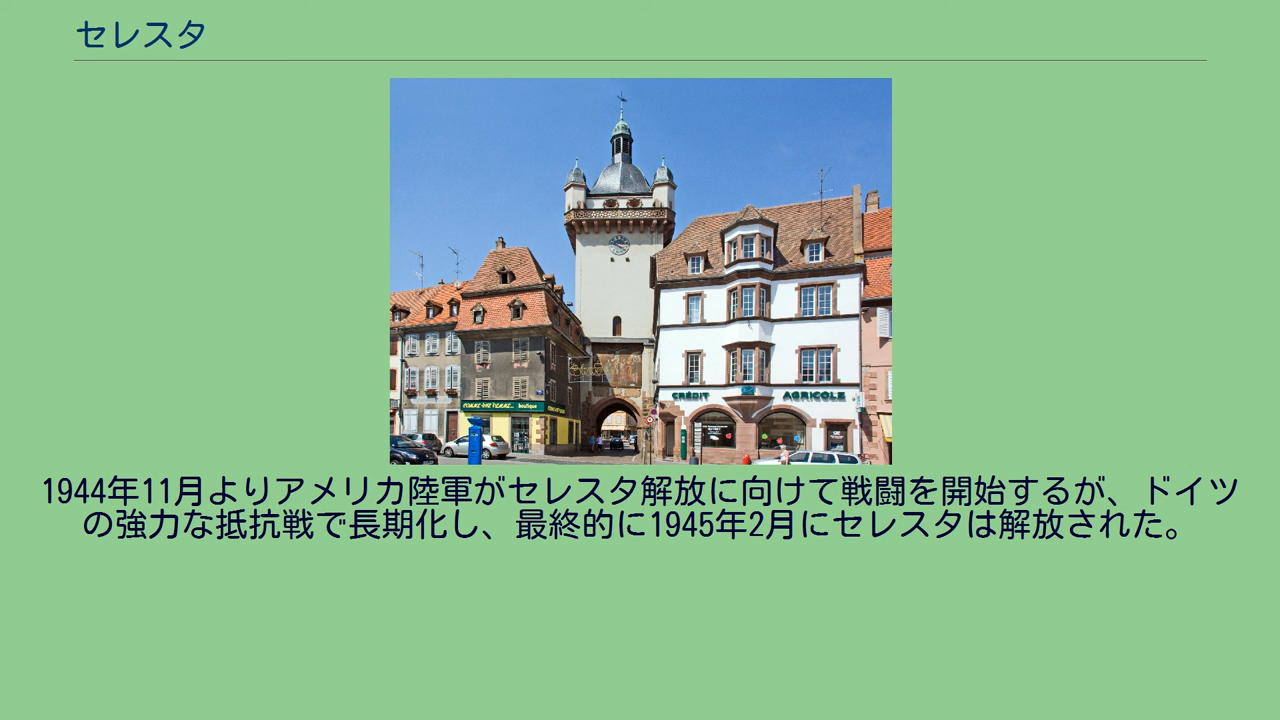 セレスタ
CRÉDIT
AGRICOLE
boutique
1944年11月よりアメリカ陸軍がセレスタ解放に向けて戦闘を開始するが、ドイツ
の強力な抵抗戦で長期化し、最終的に1945年2月にセレスタは解放された。